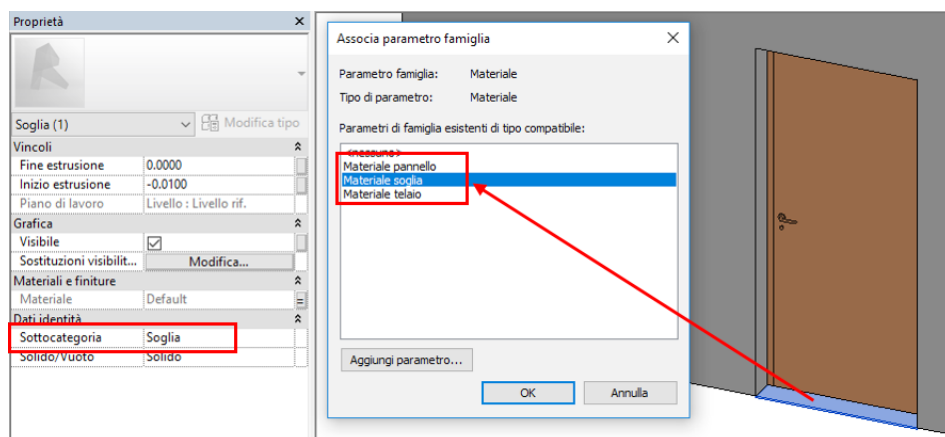 Proprietà
Soglia (1)
Modifica tipo
Vincoli
Fine estrusione 0.0000
Inizio estrusione -0.0100
Piano di lavoro Livello : Livello rif.
Grafica
Visibile
Sostituzioni visibilit... Modifica...
Materiali e finiture
Materiale Default =
Dati identità
Sottocategoria Soglia
Solido/Vuoto Solido
Associa parametro famiglia
Parametro famiglia: Materiale
Tipo di parametro: Materiale
Parametri di famiglia esistenti di tipo compatibile:
<nessuno>
Materiale pannello
Materiale soglia
Materiale telaio
Aggiungi parametro...
OK Annulla